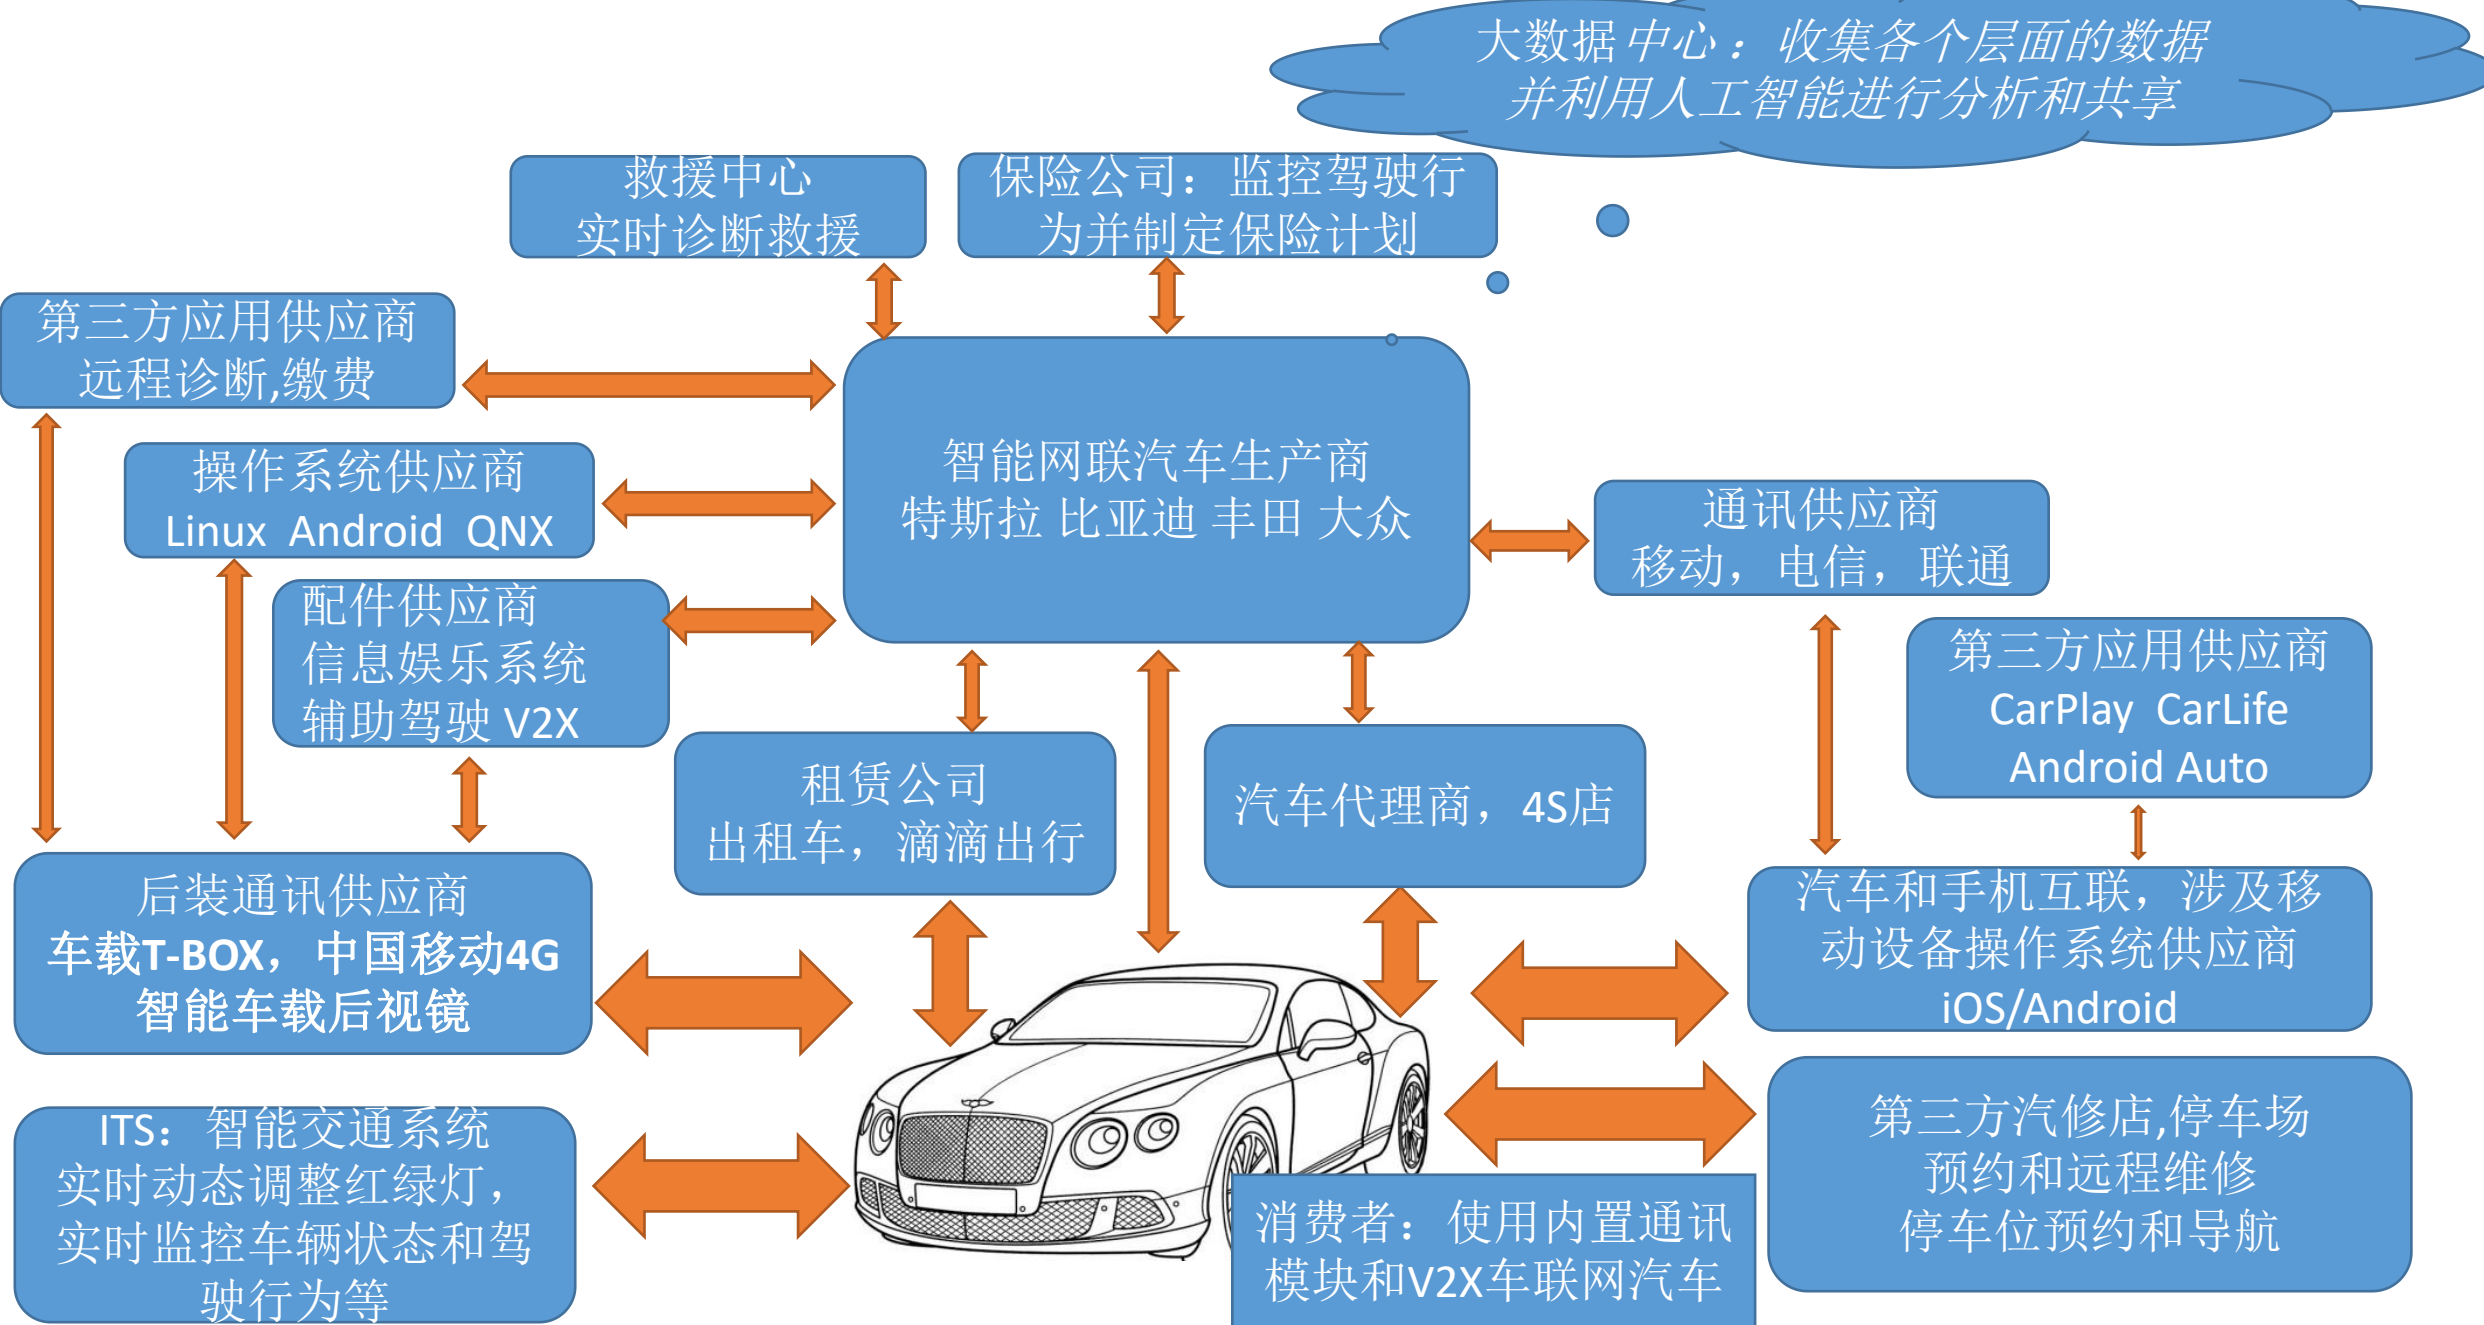 大数据中心：收集各个层面的数据
并利用人工智能进行分析和共享
救援中心
实时诊断救援
保险公司：监控驾驶行
为并制定保险计划
第三方应用供应商
远程诊断,缴费
操作系统供应商
Linux Android QNX
配件供应商
信息娱乐系统
辅助驾驶 V2X
智能网联汽车生产商
特斯拉 比亚迪 丰田 大众
通讯供应商
移动，电信，联通
第三方应用供应商
CarPlay CarLife
Android Auto
租赁公司
出租车，滴滴出行
汽车代理商，4S店
后装通讯供应商
车载T-BOX，中国移动4G
智能车载后视镜
汽车和手机互联，涉及移
动设备操作系统供应商
iOS/Android
ITS：智能交通系统
实时动态调整红绿灯，
实时监控车辆状态和驾
驶行为等
消费者：使用内置通讯
模块和V2X车联网汽车
第三方汽修店,停车场
预约和远程维修
停车位预约和导航